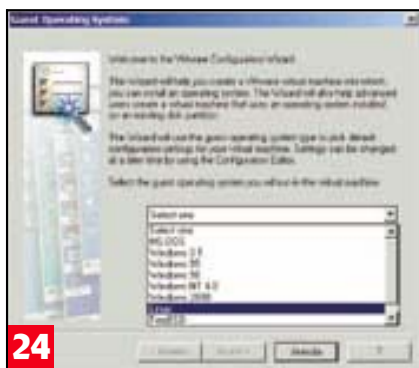 Guest Operating System
Welcome to the VMware Configuration Wizard.
This Wizard will help you create a VMware virtual machine into which
you can install an operating system. The Wizard will also help advanced
users create a virtual machine that uses an operating system installed
on an existing disk partition.
The Wizard will use the guest operating system type to pick default
configuration settings for your virtual machine. Settings can be changed
at a later time by using the Configuration Editor.
Select the guest operating system you will run in this virtual machine:
Select one
Select one
MS-DOS
Windows 3.1
Windows 95
Windows 98
Windows NT 4.0
Windows 2000
Linux
FreeBSD
Annulla
?
24